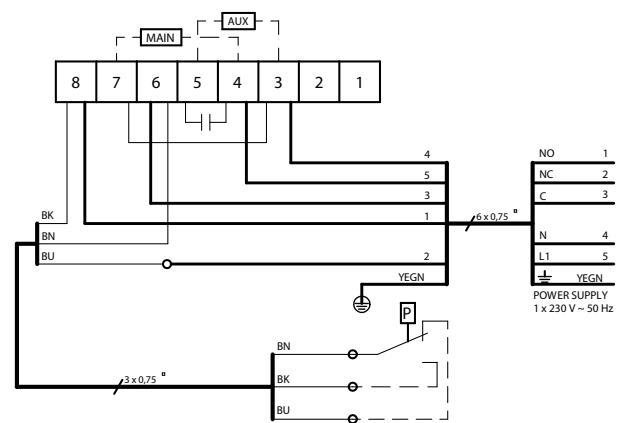 AUX
MAIN
8 7 6 5 4 3 2 1
4 NO 1
5 NC 2
3 C 3
BK 1 6 x 0,75 ¤
BN N 4
BU 2 L1 5
YEGN YEGN
POWER SUPPLY
1 x 230 V ~ 50 Hz
P
BN
3 x 0,75 ¤ BK
BU